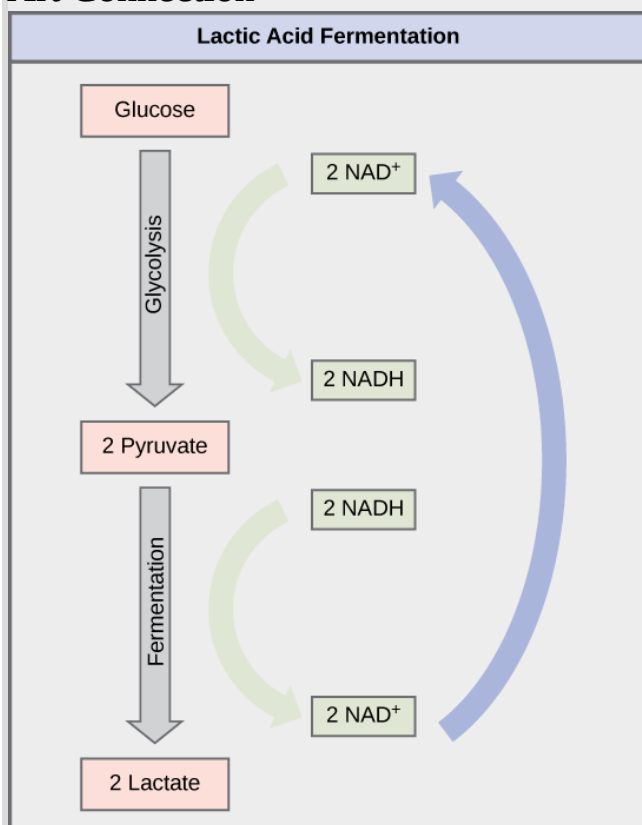 Lactic Acid Fermentation
Glucose
2 NAD⁺
Glycolysis
2 NADH
2 Pyruvate
2 NADH
Fermentation
2 NAD⁺
2 Lactate